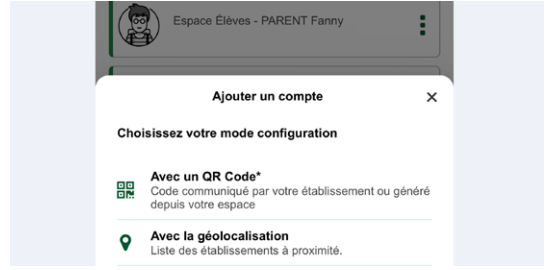 Espace Élèves - PARENT Fanny
Ajouter un compte
Choisissez votre mode configuration
Avec un QR Code*
Code communiqué par votre établissement ou généré
depuis votre espace
Avec la géolocalisation
Liste des établissements à proximité.